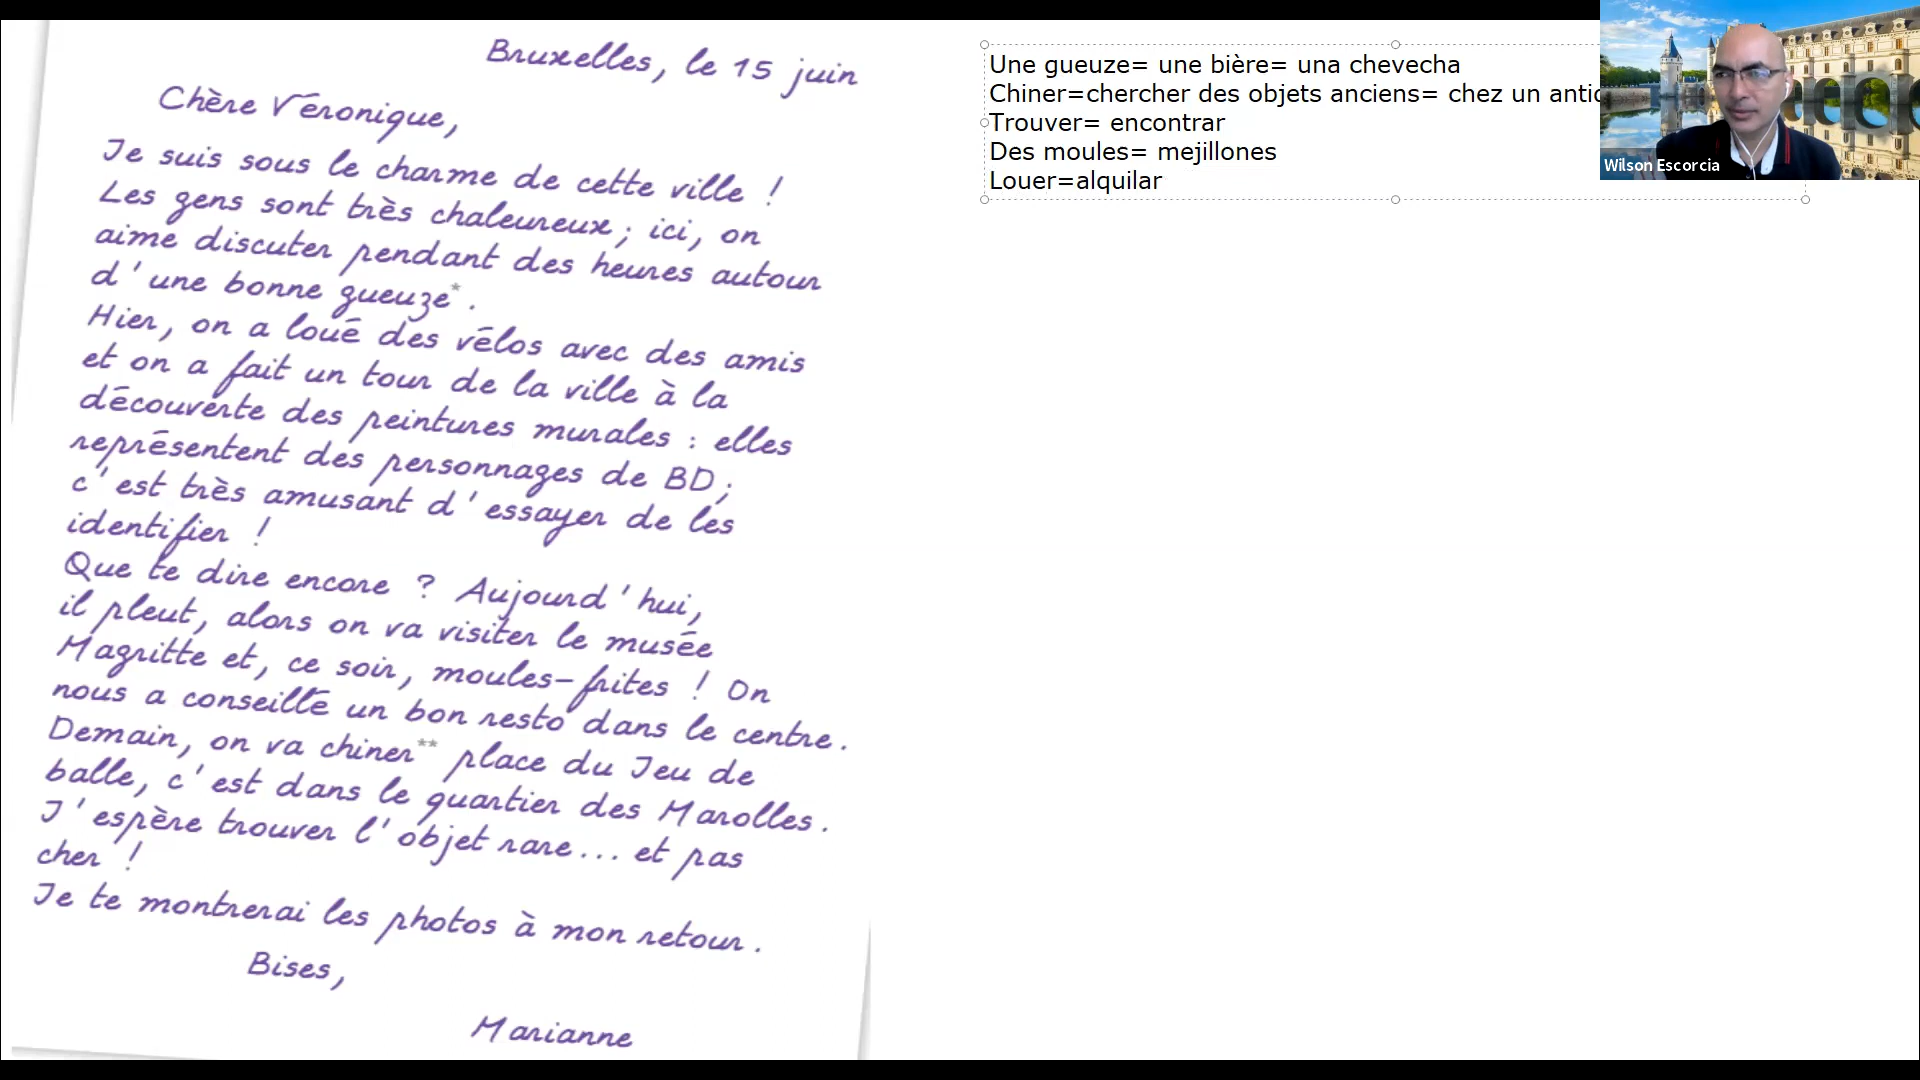 Bruxelles, le 15 juin
Chère Véronique,
Je suis sous le charme de cette ville !
Les gens sont très chaleureux ; ici, on
aime discuter pendant des heures autour
d'une bonne gueuze*.
Hier, on a loué des vélos avec des amis
et on a fait un tour de la ville à la
découverte des peintures murales : elles
représentent des personnages de BD ;
c'est très amusant d'essayer de les
identifier !
Que te dire encore ? Aujourd'hui,
il pleut, alors on va visiter le musée
Magritte et, ce soir, moules-frites ! On
nous a conseillé un bon resto dans le centre.
Demain, on va chiner** place du Jeu de
balle, c'est dans le quartier des Marolles.
J'espère trouver l'objet rare... et pas
cher !
Je te montrerai les photos à mon retour.
Bises,
Marianne
Une gueuze= une bière= una chevecha
Chiner=chercher des objets anciens= chez un
Trouver= encontrar
Des moules= mejillones
Louer=alquilar
Wilson Escorcia